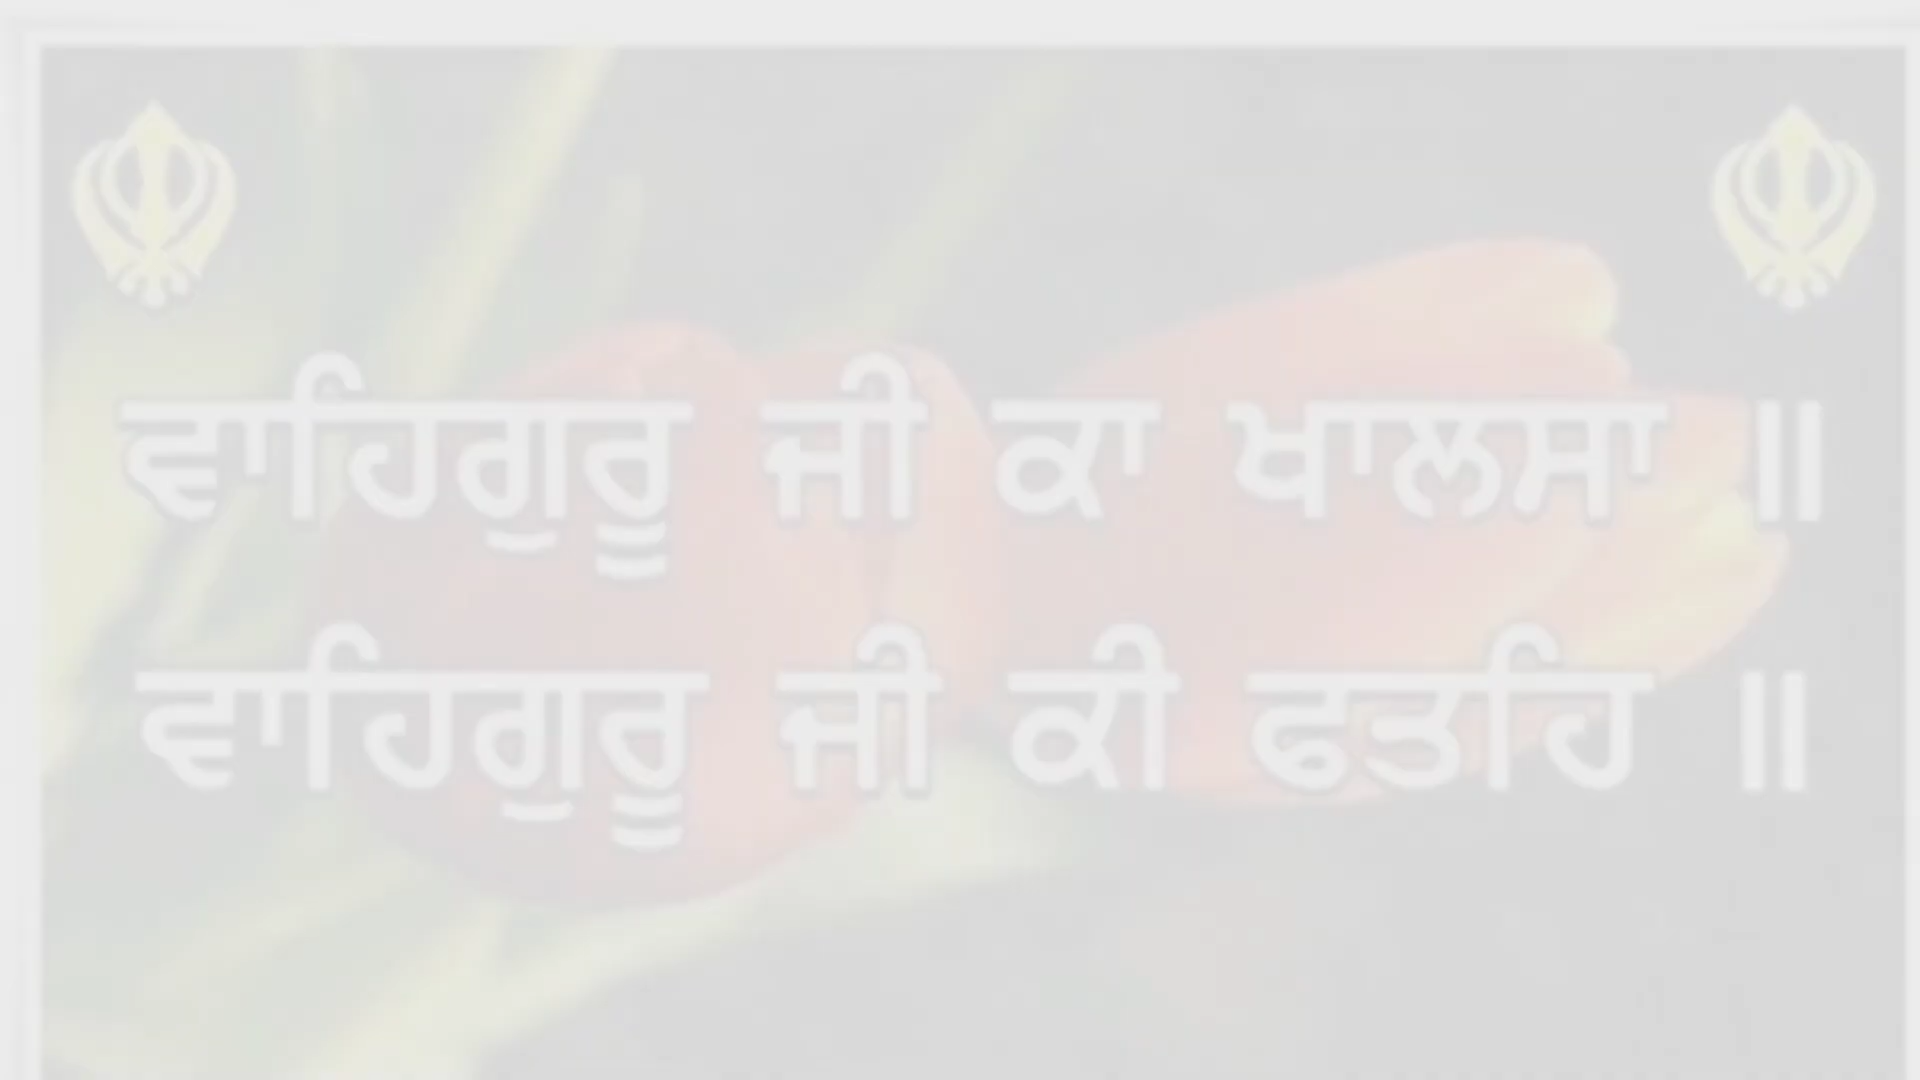 ਵਾਹਿਗੁਰੂ ਜੀ ਕਾ ਖਾਲਸਾ ॥
ਵਾਹਿਗੁਰੂ ਜੀ ਕੀ ਫਤਹਿ ॥